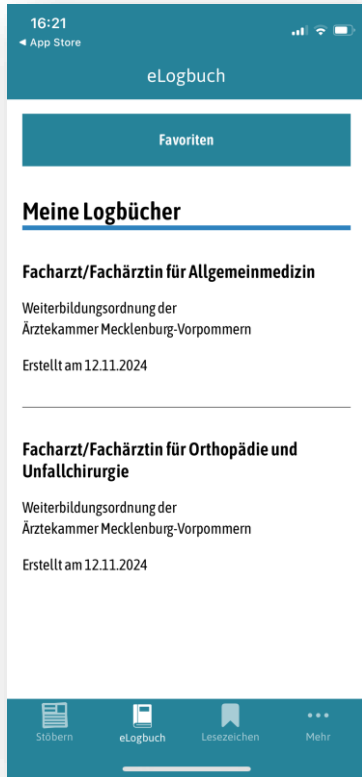 16:21
◀ App Store
eLogbuch
Favoriten
Meine Logbücher
Facharzt/Fachärztin für Allgemeinmedizin
Weiterbildungsordnung der
Ärztekammer Mecklenburg-Vorpommern
Erstellt am 12.11.2024
Facharzt/Fachärztin für Orthopädie und
Unfallchirurgie
Weiterbildungsordnung der
Ärztekammer Mecklenburg-Vorpommern
Erstellt am 12.11.2024
Stöbern eLogbuch Lesezeichen Mehr